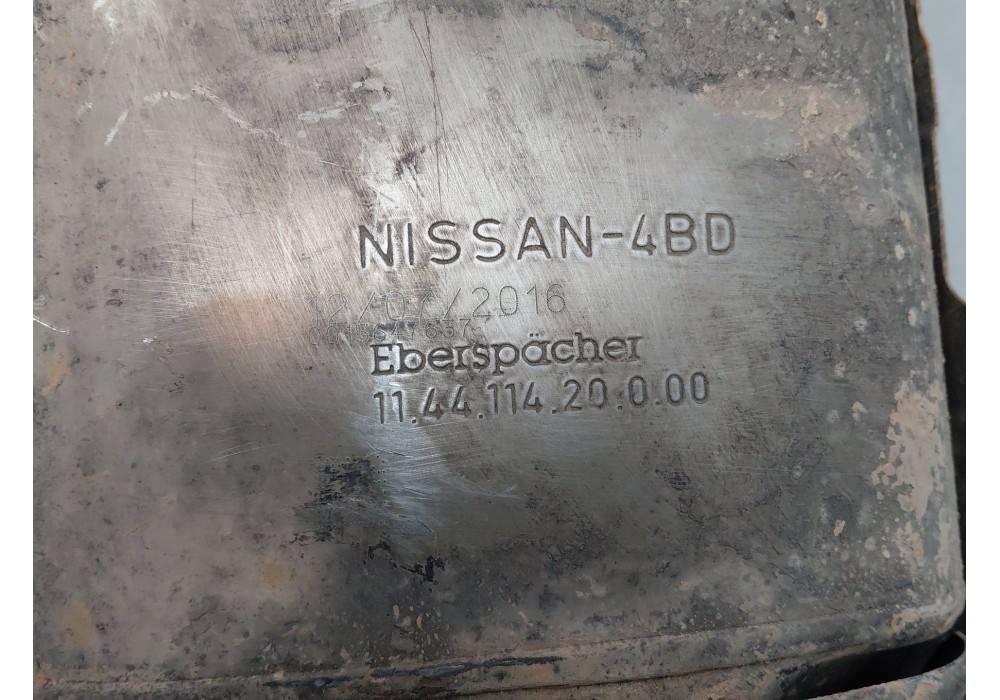 NISSAN-4BD
12/07/2016
Eberspächer
11.44.114.20.0.00